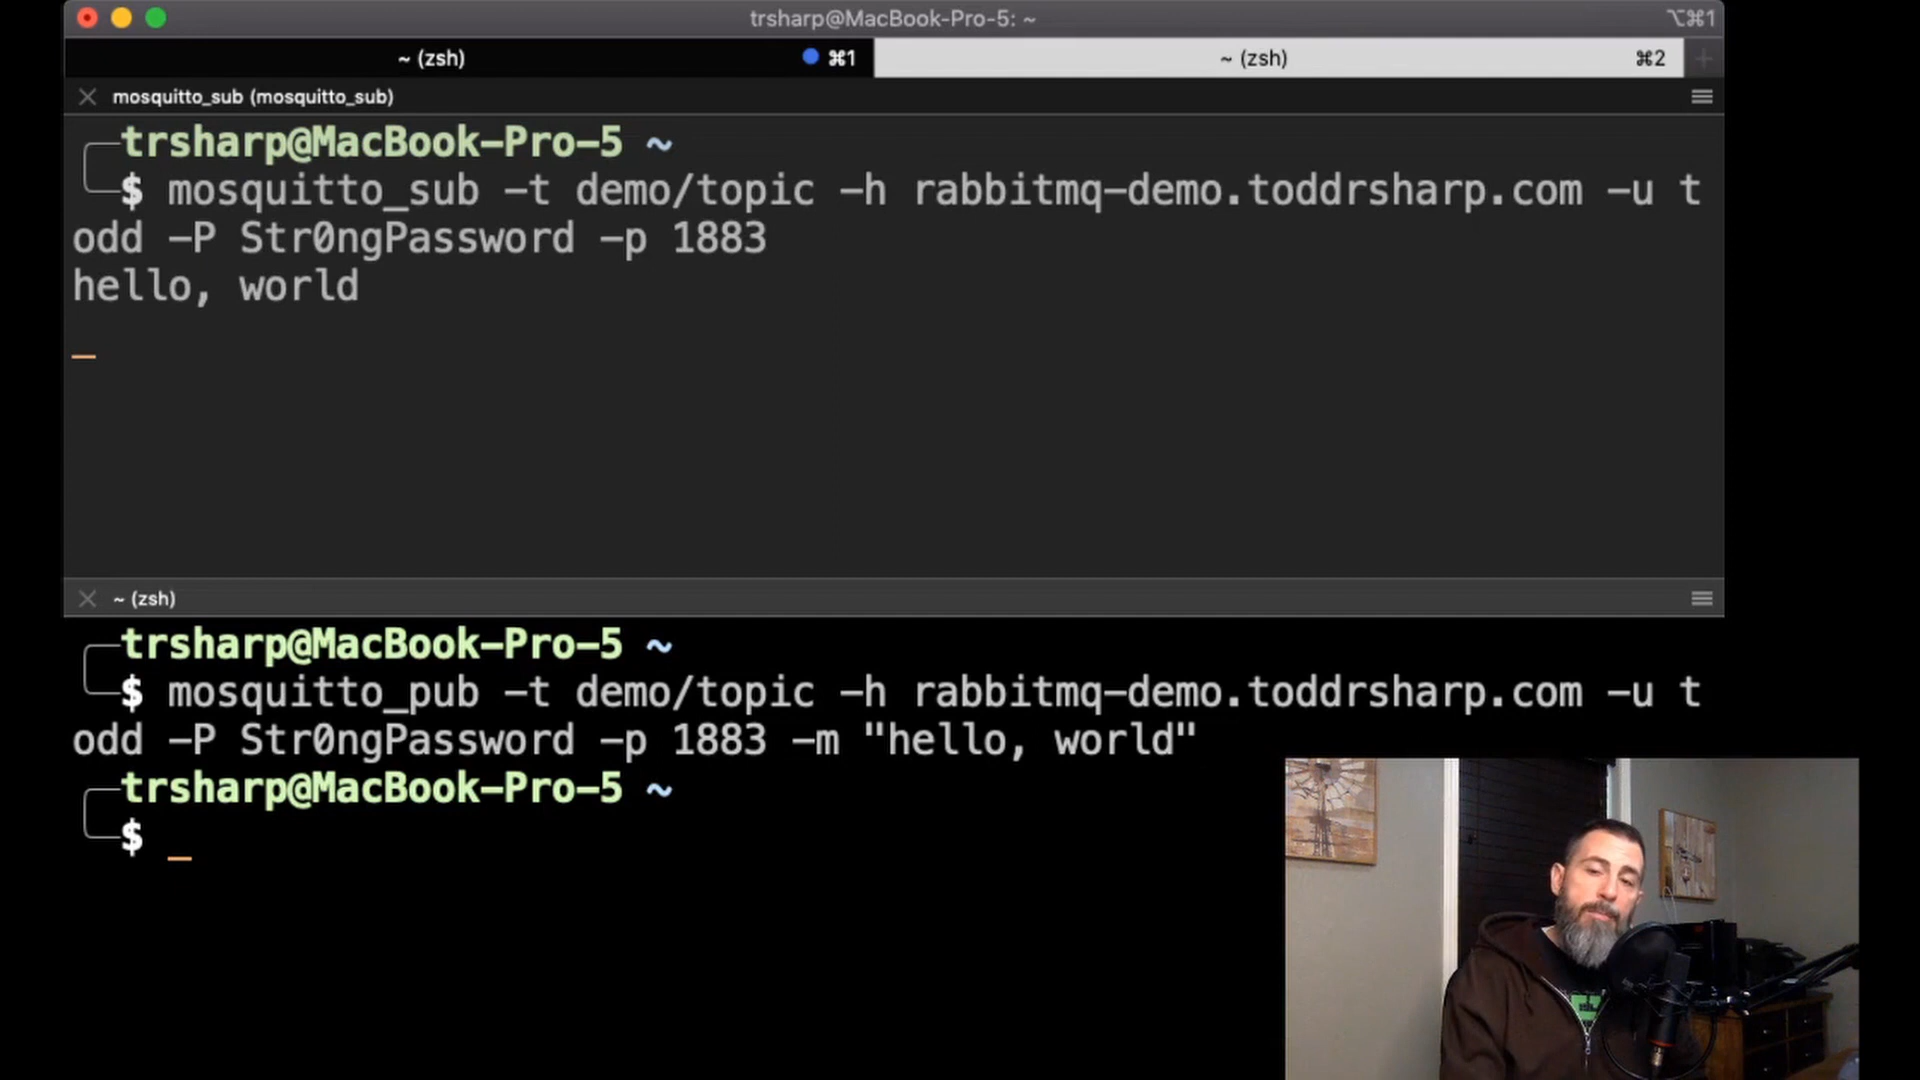 trsharp@MacBook-Pro-5: ~
⌥⌘1
~ (zsh)
⌘1
~ (zsh)
⌘2
mosquitto_sub (mosquitto_sub)
trsharp@MacBook-Pro-5 ~
$ mosquitto_sub -t demo/topic -h rabbitmq-demo.toddrsharp.com -u t
odd -P Str0ngPassword -p 1883
hello, world
~ (zsh)
trsharp@MacBook-Pro-5 ~
$ mosquitto_pub -t demo/topic -h rabbitmq-demo.toddrsharp.com -u t
odd -P Str0ngPassword -p 1883 -m "hello, world"
trsharp@MacBook-Pro-5 ~
$